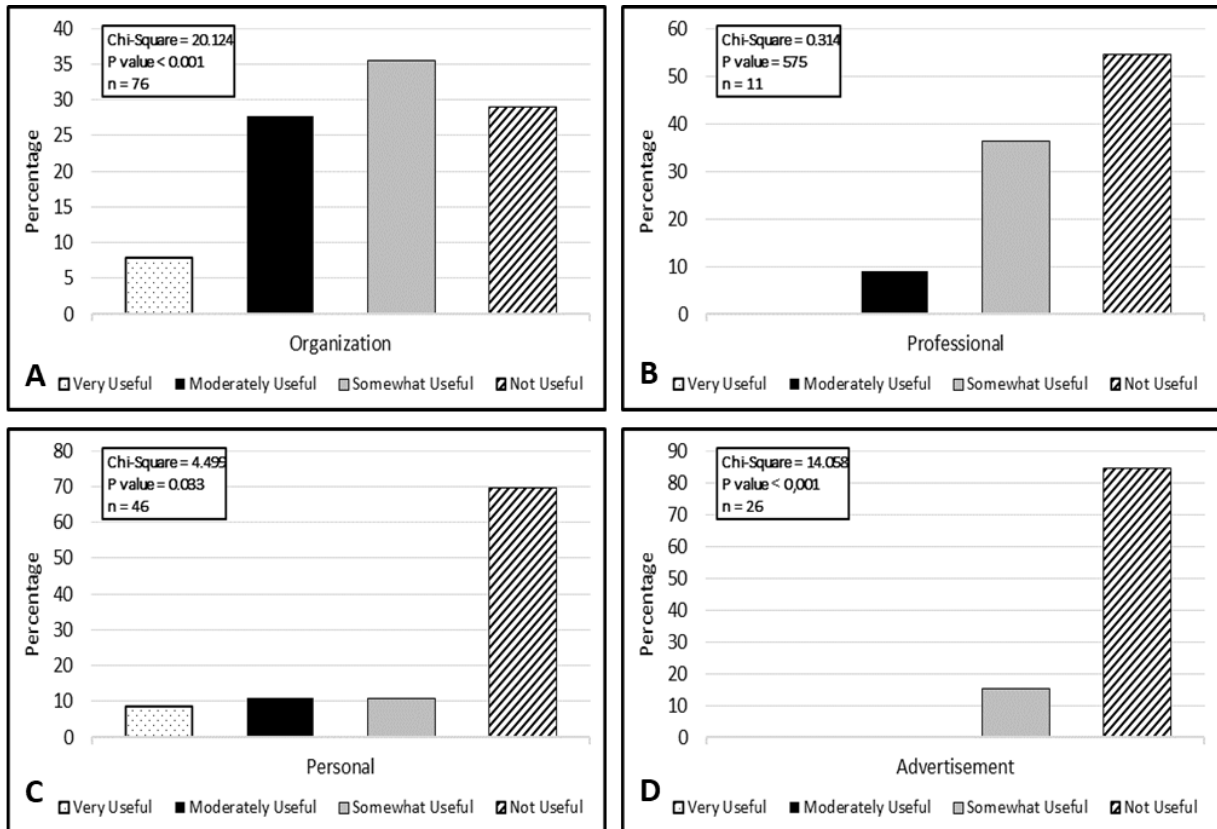 40
35
30
25
20
15
10
5
0
Percentage
Chi-Square = 20.124
P value < 0.001
n = 76
Organization
A
Very Useful Moderately Useful Somewhat Useful Not Useful
60
50
40
30
20
10
0
Percentage
Chi-Square = 0.314
P value = 575
n = 11
Professional
B
Very Useful Moderately Useful Somewhat Useful Not Useful
80
70
60
50
40
30
20
10
0
Percentage
Chi-Square = 4.499
P value = 0.033
n = 46
Personal
C
Very Useful Moderately Useful Somewhat Useful Not Useful
90
80
70
60
50
40
30
20
10
0
Percentage
Chi-Square = 14.058
P value < 0,001
n = 26
Advertisement
D
Very Useful Moderately Useful Somewhat Useful Not Useful